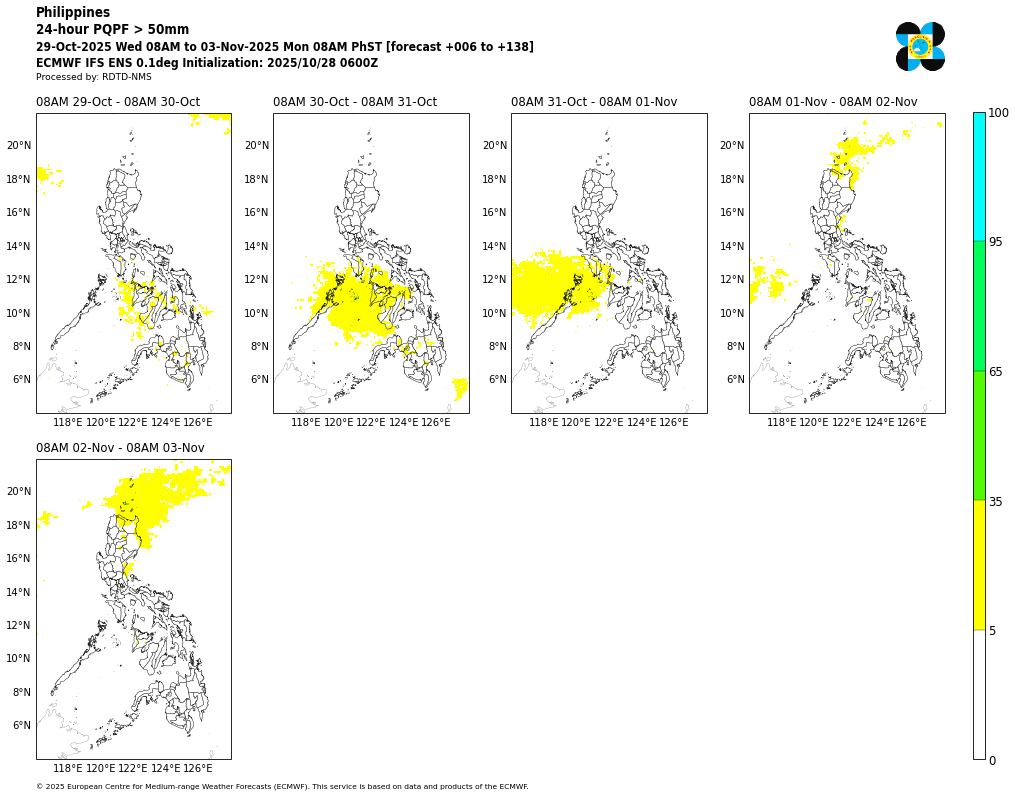 Philippines
24-hour PQPF > 50mm
29-Oct-2025 Wed 08AM to 03-Nov-2025 Mon 08AM PhST [forecast +006 to +138]
ECMWF IFS ENS 0.1deg Initialization: 2025/10/28 0600Z
Processed by: RDTD-NMS
08AM 29-Oct - 08AM 30-Oct
08AM 30-Oct - 08AM 31-Oct
08AM 31-Oct - 08AM 01-Nov
08AM 01-Nov - 08AM 02-Nov
20°N 20°N 20°N 20°N
18°N 18°N 18°N 18°N
16°N 16°N 16°N 16°N
14°N 14°N 14°N 14°N
12°N 12°N 12°N 12°N
10°N 10°N 10°N 10°N
8°N 8°N 8°N 8°N
6°N 6°N 6°N 6°N
118°E 120°E 122°E 124°E 126°E
118°E 120°E 122°E 124°E 126°E
118°E 120°E 122°E 124°E 126°E
118°E 120°E 122°E 124°E 126°E
100
95
65
35
5
0
08AM 02-Nov - 08AM 03-Nov
20°N
18°N
16°N
14°N
12°N
10°N
8°N
6°N
118°E 120°E 122°E 124°E 126°E
© 2025 European Centre for Medium-range Weather Forecasts (ECMWF). This service is based on data and products of the ECMWF.